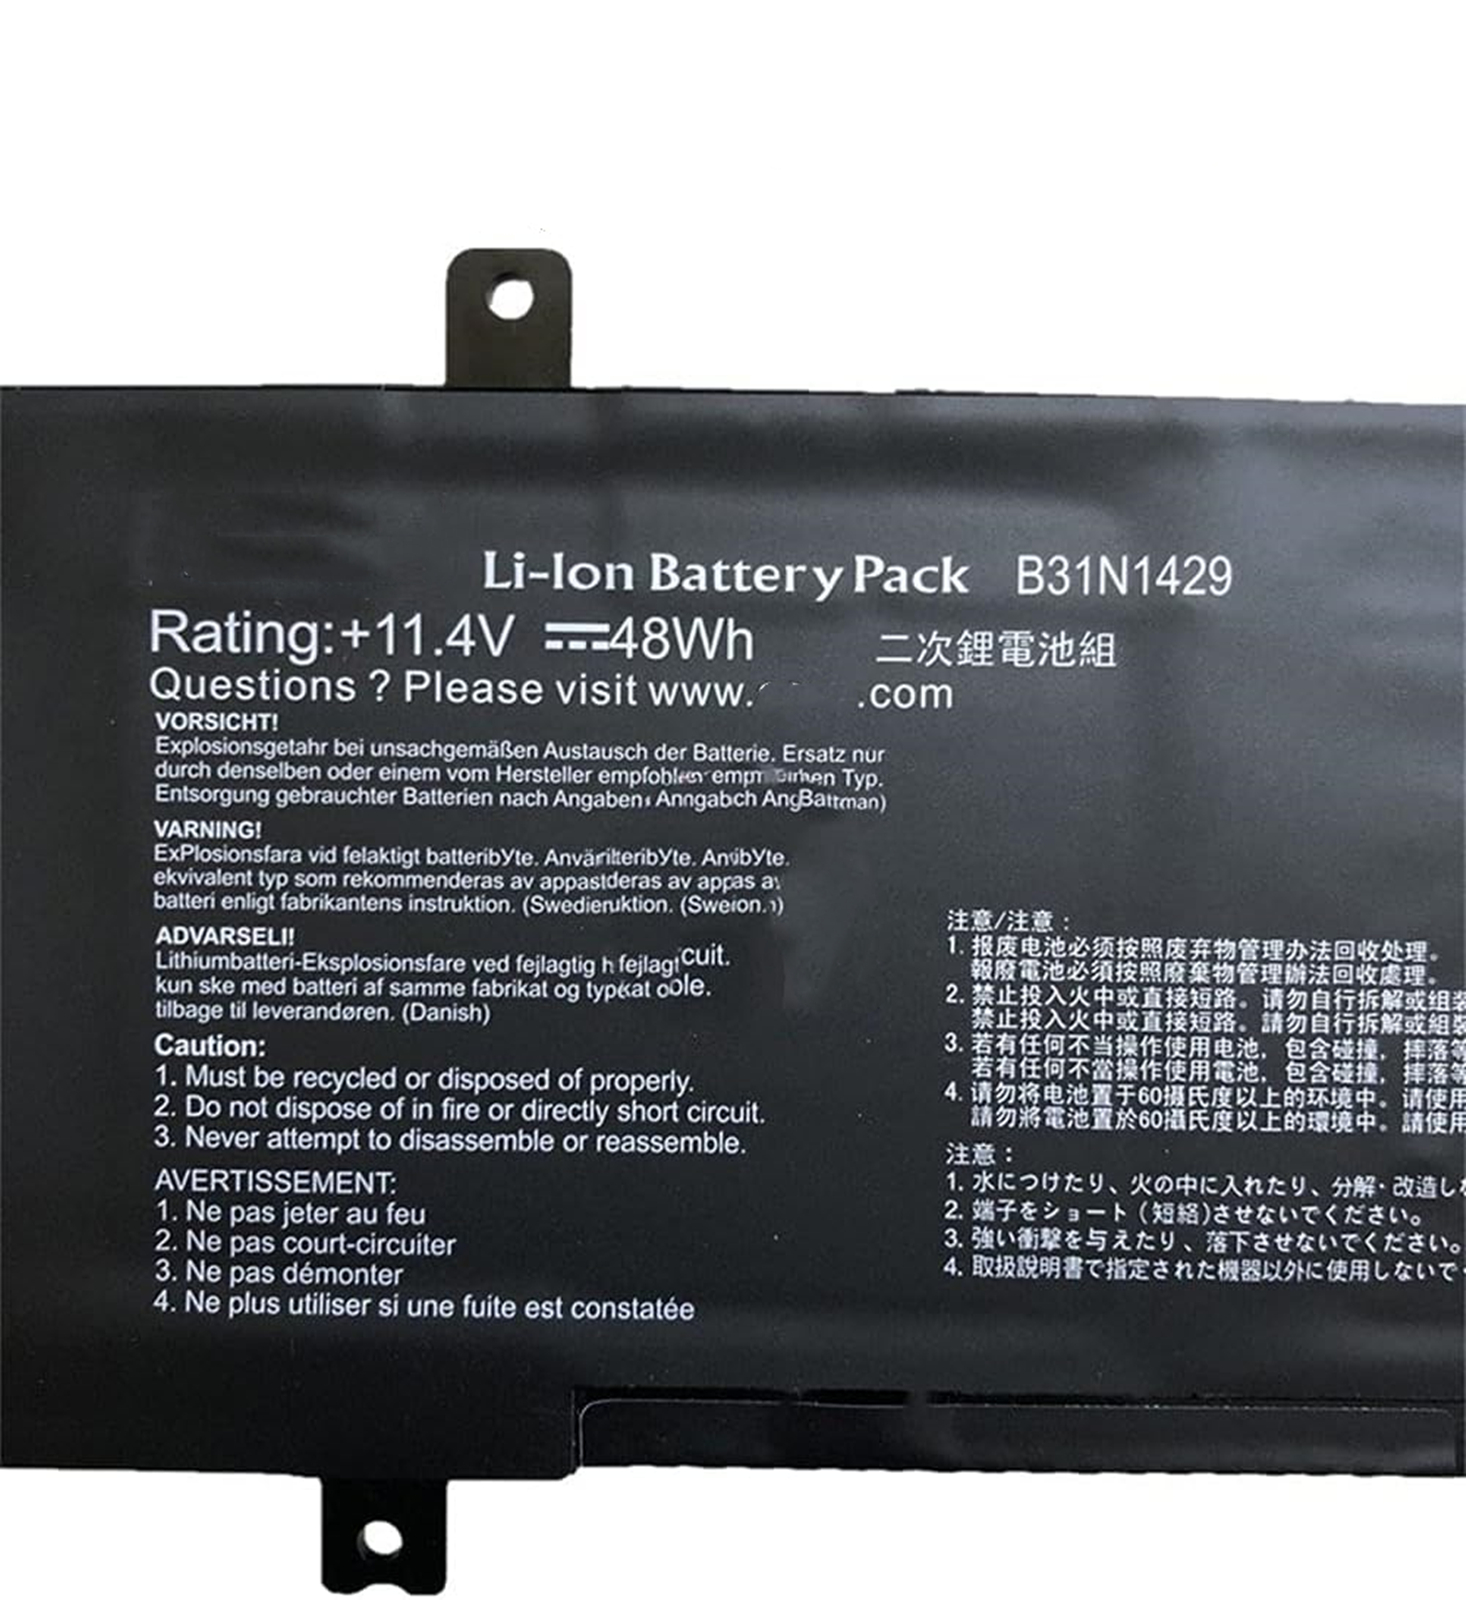 Li-Ion Battery Pack B31N1429
Rating:+11.4V ⎓48Wh 二次鋰電池組
Questions ? Please visit www. .com
VORSICHT!
Explosionsgetahr bei unsachgemäßen Austausch der Batterie. Ersatz nur
durch denselben oder einem vom Hersteller empfohlen Typ.
Entsorgung gebrauchter Batterien nach Angaben
VARNING!
ExPlosionsfara vid felaktigt batteribYte.
ekvivalent typ som rekommenderas av
batteri enligt fabrikantens instruktion.
ADVARSELI!
Lithiumbatteri-Eksplosionsfare ved fejlagtig
kun ske med batteri af samme fabrikat og
tilbage til leverandøren. (Danish)
Caution:
1. Must be recycled or disposed of properly.
2. Do not dispose of in fire or directly short circuit.
3. Never attempt to disassemble or reassemble.
AVERTISSEMENT:
1. Ne pas jeter au feu
2. Ne pas court-circuiter
3. Ne pas démonter
4. Ne plus utiliser si une fuite est constatée
注意/注意：
1. 报废电池必须按照废弃物管理办法回收处理。
報廢電池必須按照廢棄物管理辦法回收處理。
2. 禁止投入火中或直接短路。请勿自行拆解或组装
禁止投入火中或直接短路。請勿自行拆解或組裝
3. 若有任何不当操作使用电池，包含碰撞，摔落等
若有任何不當操作使用電池，包含碰撞，摔落等
4. 请勿将电池置于60攝氏度以上的环境中。请使用
請勿將電池置於60攝氏度以上的環境中。請使用
注意：
1. 水につけたり、火の中に入れたり、分解・改造し
2. 端子をショート（短絡)させないでください。
3. 強い衝撃を与えたり、落下させないでください。
4. 取扱説明書で指定された機器以外に使用しないで